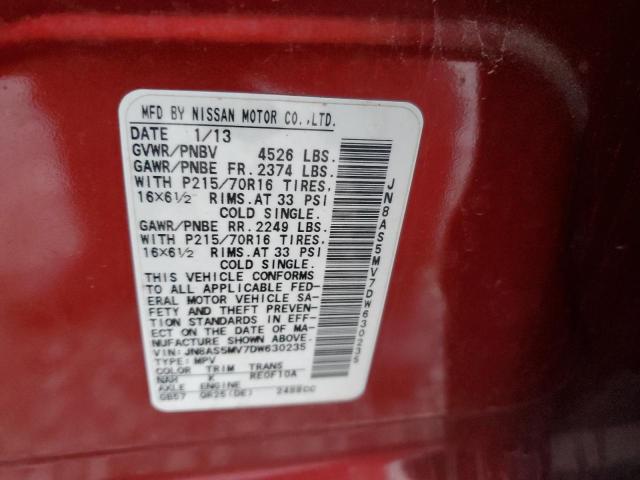 MFD BY NISSAN MOTOR CO.,LTD.
DATE 1/13
GVWR/PNBV 4526 LBS.
GAWR/PNBE FR. 2374 LBS.
WITH P215/70R16 TIRES.
16X6½ RIMS. AT 33 PSI
COLD SINGLE.
GAWR/PNBE RR. 2249 LBS.
WITH P215/70R16 TIRES.
16X6½ RIMS. AT 33 PSI
COLD SINGLE.
THIS VEHICLE CONFORMS
TO ALL APPLICABLE FED-
ERAL MOTOR VEHICLE SA-
FETY AND THEFT PREVEN-
TION STANDARDS IN EFF-
ECT ON THE DATE OF MA-
NUFACTURE SHOWN ABOVE.
VIN: JN8AS5MV7DW630235
TYPE: MPV
COLOR TRIM TRANS
NAH K RE0F10A
AXLE ENGINE
GB57 QR25(DE) 2488CC
JN8AS5MV7DW630235